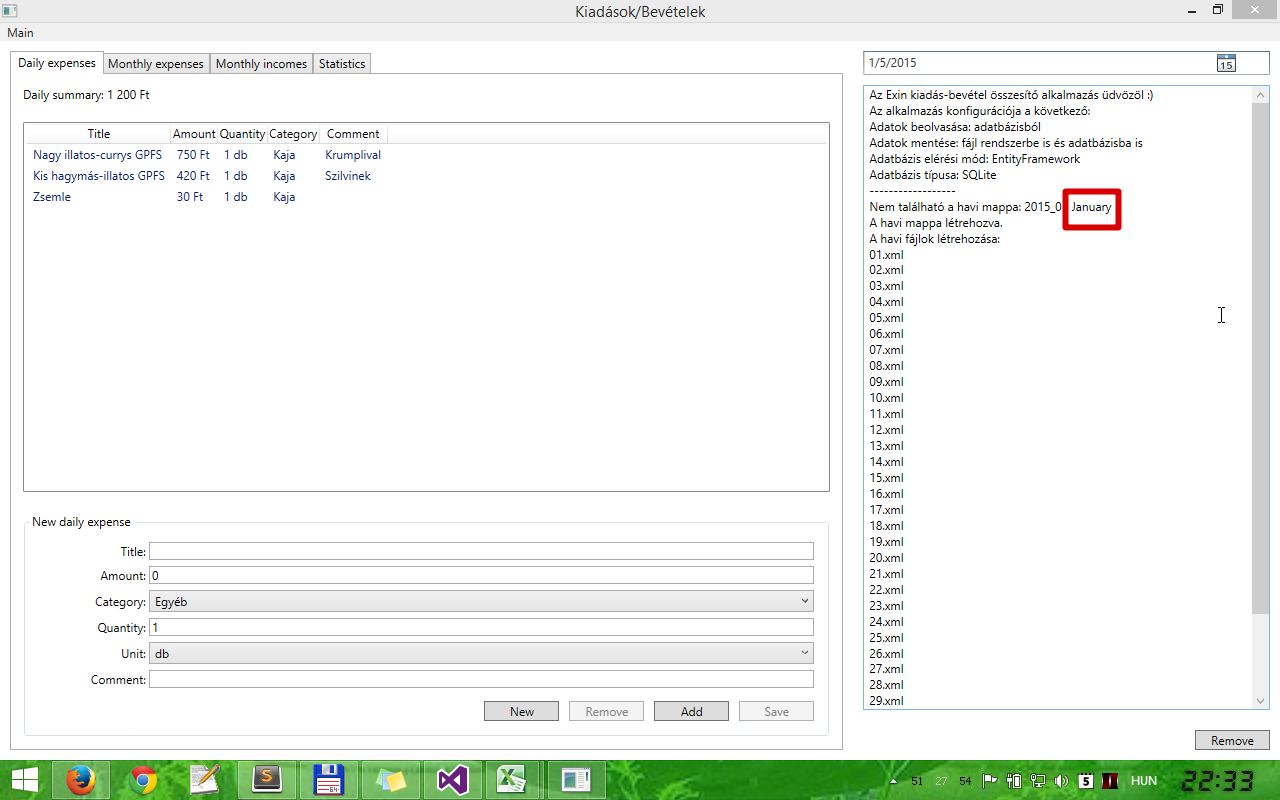 Kiadások/Bevételek
Main
Daily expenses Monthly expenses Monthly incomes Statistics
Daily summary: 1 200 Ft
Title Amount Quantity Category Comment
Nagy illatos-currys GPFS 750 Ft 1 db Kaja Krumplival
Kis hagymás-illatos GPFS 420 Ft 1 db Kaja Szilvinek
Zsemle 30 Ft 1 db Kaja
New daily expense
Title:
Amount: 0
Category: Egyéb
Quantity: 1
Unit: db
Comment:
New Remove Add Save
1/5/2015 15
Az Exin kiadás-bevétel összesítő alkalmazás üdvözöl :)
Az alkalmazás konfigurációja a következő:
Adatok beolvasása: adatbázisból
Adatok mentése: fájl rendszerbe is és adatbázisba is
Adatbázis elérési mód: EntityFramework
Adatbázis típusa: SQLite
------------------
Nem található a havi mappa: 2015_0 January
A havi mappa létrehozva.
A havi fájlok létrehozása:
01.xml
02.xml
03.xml
04.xml
05.xml
06.xml
07.xml
08.xml
09.xml
10.xml
11.xml
12.xml
13.xml
14.xml
15.xml
16.xml
17.xml
18.xml
19.xml
20.xml
21.xml
22.xml
23.xml
24.xml
25.xml
26.xml
27.xml
28.xml
29.xml
Remove
S 64 51 27 54 5 HUN 22:33